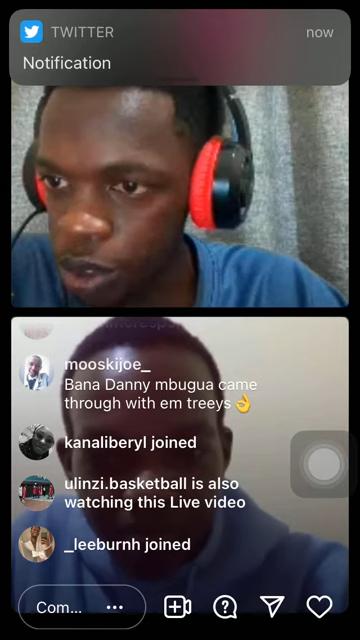 TWITTER
now
Notification
mooskijoe_
Bana Danny mbugua came
through with em treeys👌
kanaliberyl joined
ulinzi.basketball is also
watching this Live video
_leeburnh joined
Com...